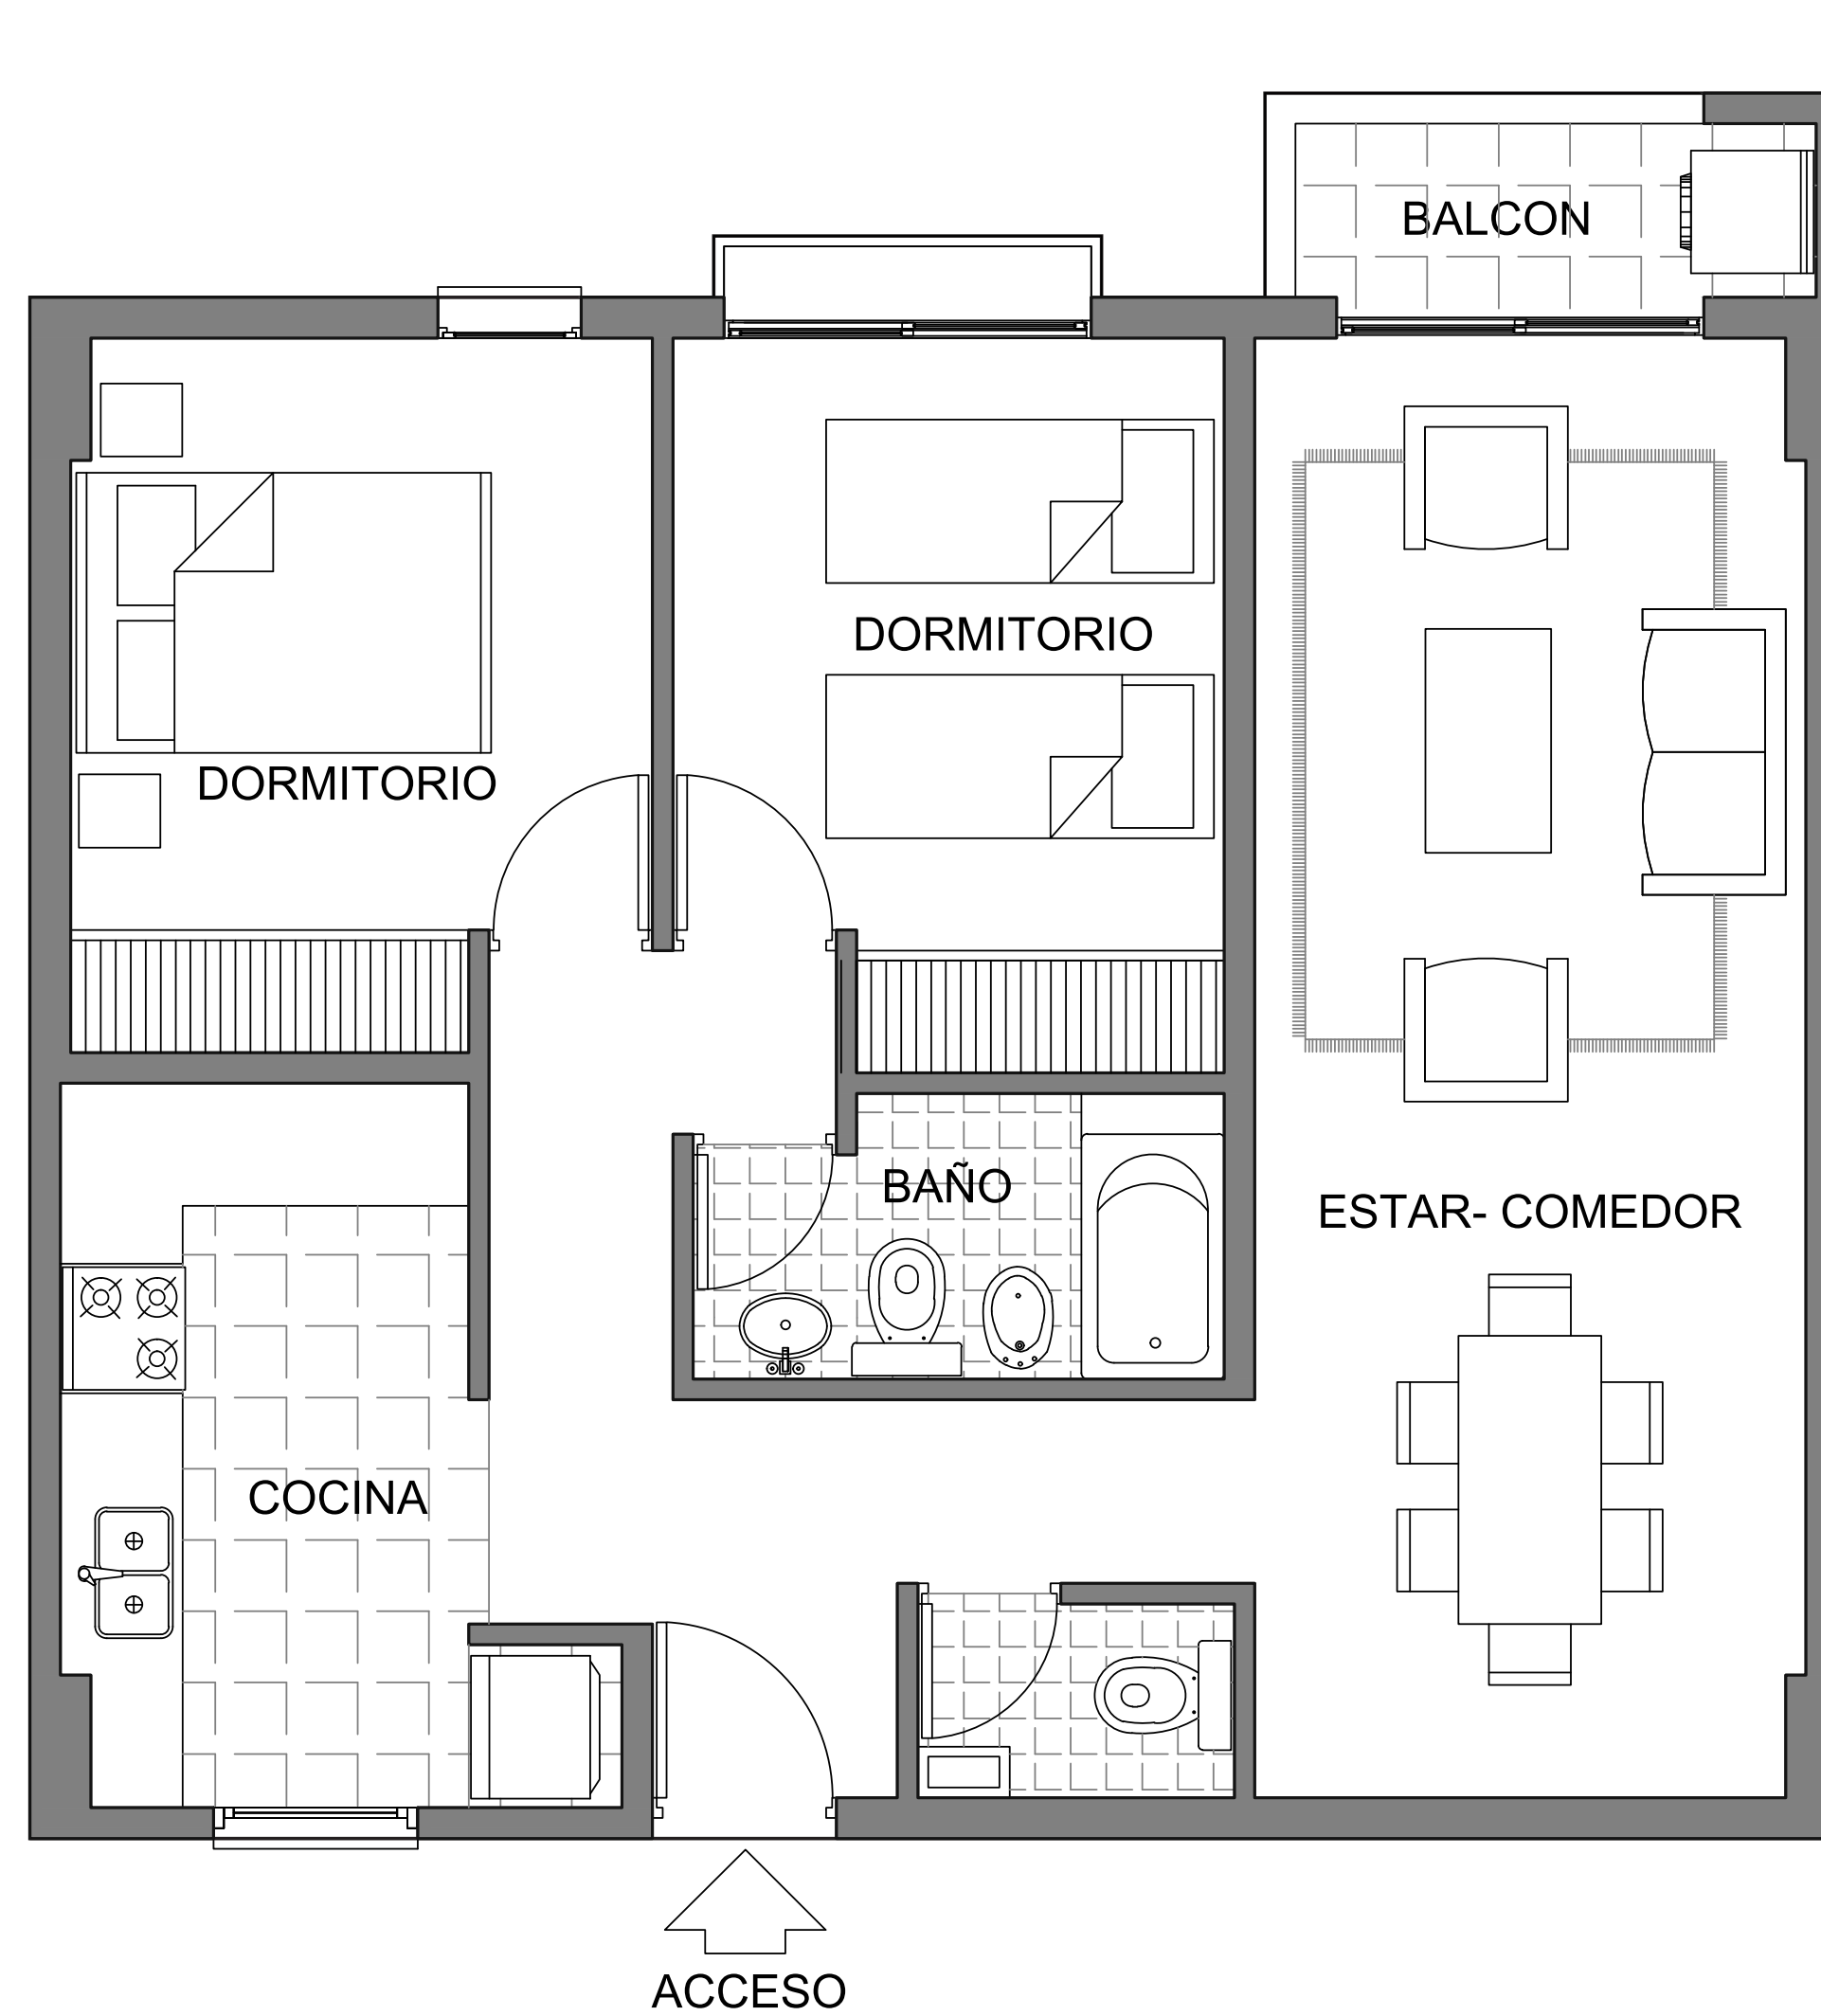 BALCON
DORMITORIO
DORMITORIO
BAÑO
ESTAR- COMEDOR
COCINA
ACCESO